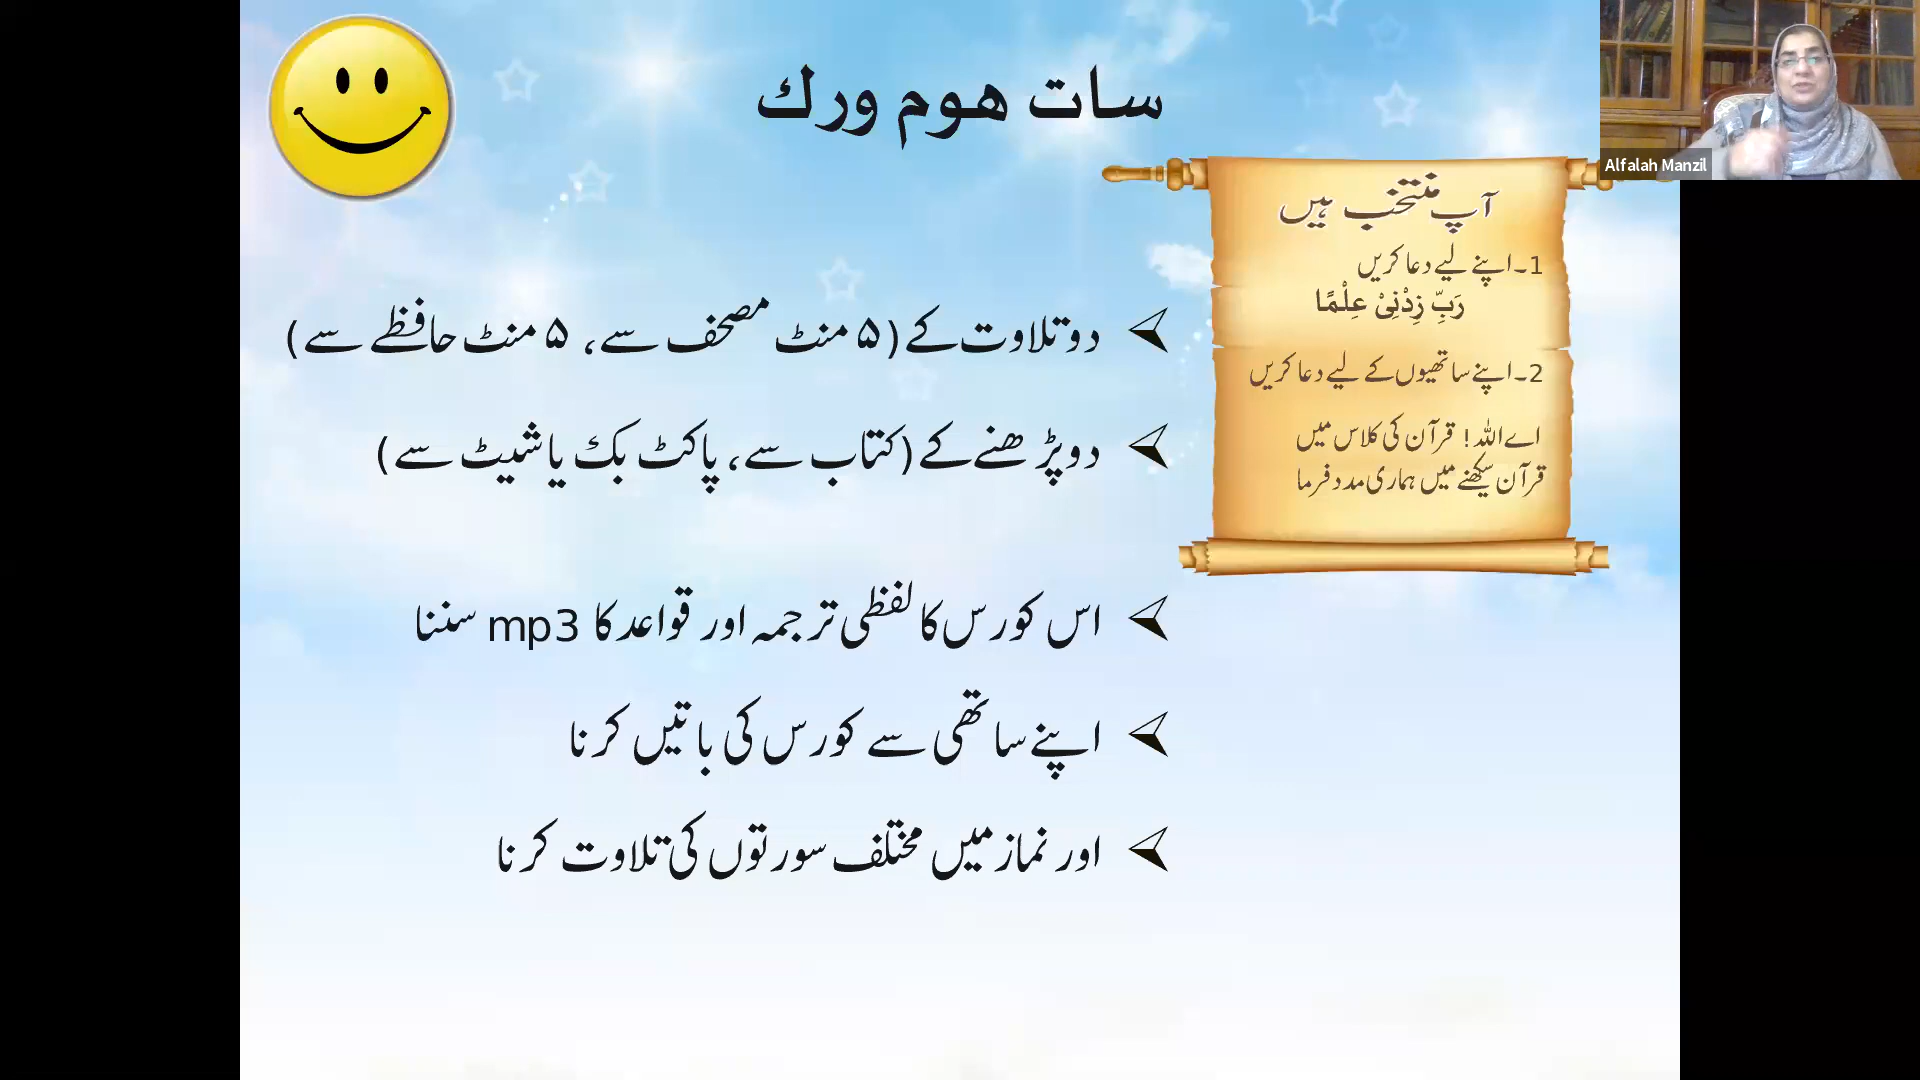 سات ھوم ورك
Alfalah Manzil
آپ منتخب ہیں
1۔اپنے لیے دعا کریں
رَبِّ زِدْنِیْ عِلْمًا
2۔اپنے ساتھیوں کے لیے دعا کریں
اے اللہ! قرآن کی کلاس میں
قرآن سیکھنے میں ہماری مدد فرما
دو تلاوت کے (۵ منٹ مصحف سے، ۵ منٹ حافظے سے)
دو پڑھنے کے (کتاب سے، پاکٹ بک یا شیٹ سے)
اس کورس کا لفظی ترجمہ اور قواعد کا mp3 سننا
اپنے ساتھی سے کورس کی باتیں کرنا
اور نماز میں مختلف سورتوں کی تلاوت کرنا